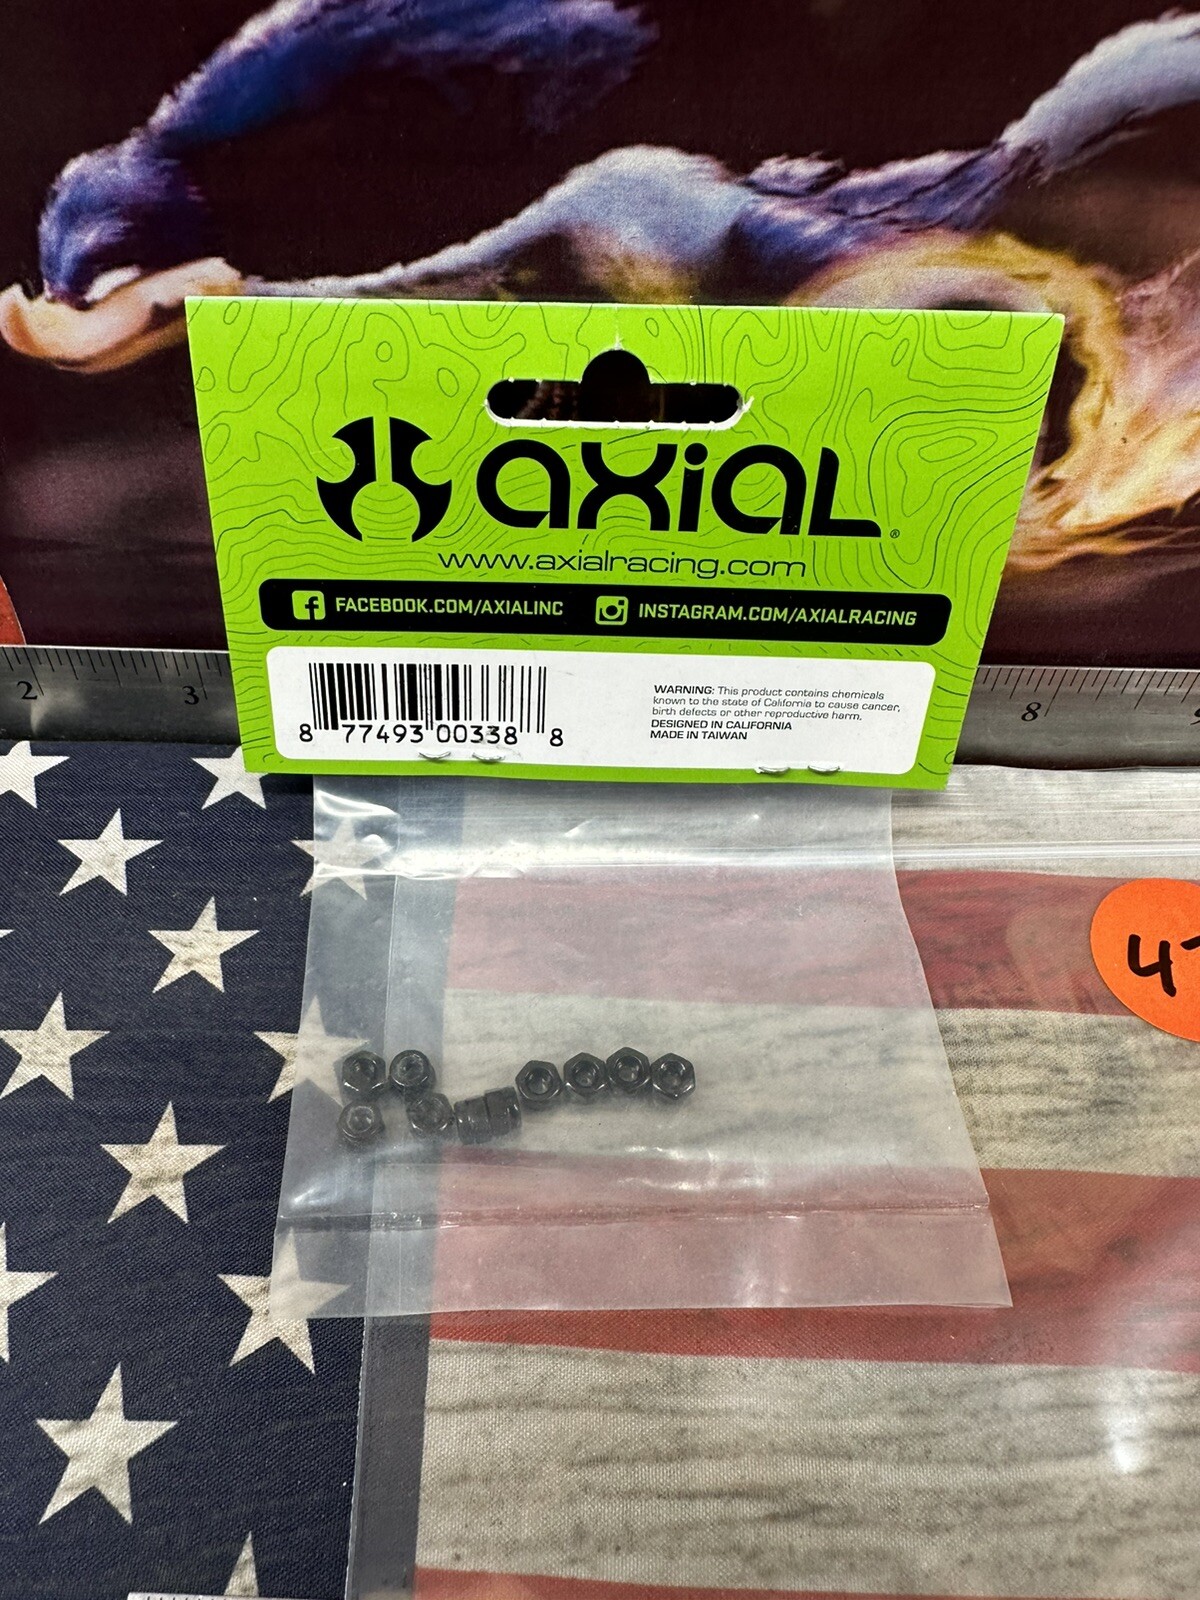 axial®
www.axialracing.com
FACEBOOK.COM/AXIALINC INSTAGRAM.COM/AXIALRACING
WARNING: This product contains chemicals
known to the state of California to cause cancer,
birth defects or other reproductive harm.
DESIGNED IN CALIFORNIA
MADE IN TAIWAN
8 77493 00338 8
2 3 8
4